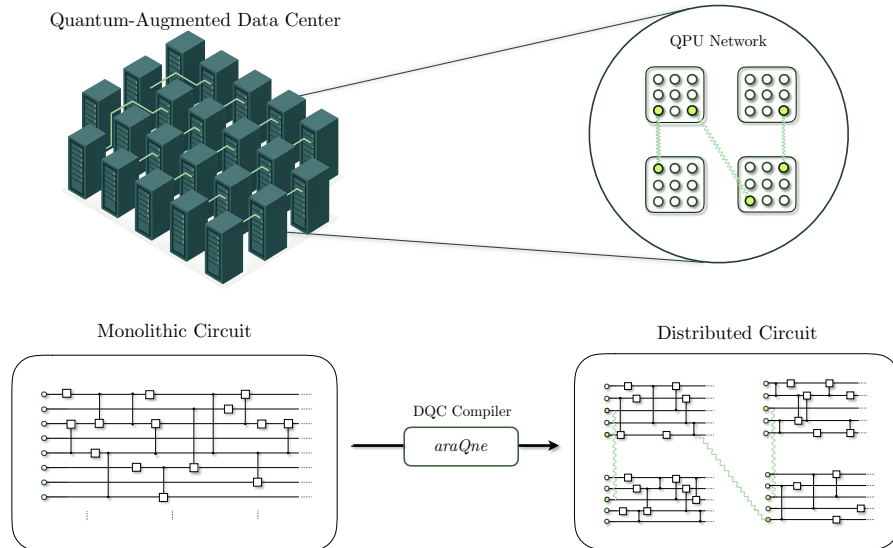 Quantum-Augmented Data Center
QPU Network
Monolithic Circuit
Distributed Circuit
DQC Compiler
araQne